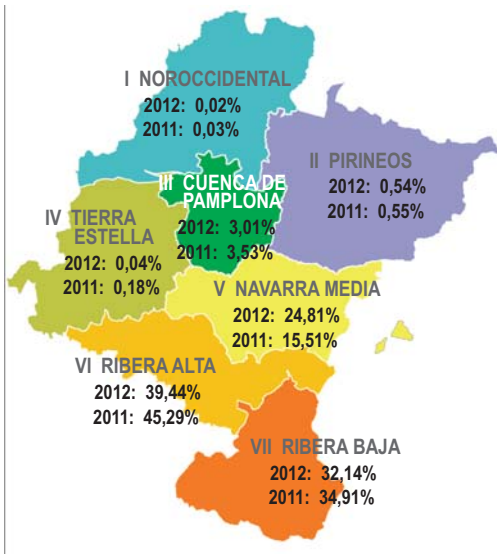 I NOROCCIDENTAL
2012: 0,02%
2011: 0,03%
II PIRINEOS
2012: 0,54%
2011: 0,55%
III CUENCA DE
PAMPLONA
2012: 3,01%
2011: 3,53%
IV TIERRA
ESTELLA
2012: 0,04%
2011: 0,18%
V NAVARRA MEDIA
2012: 24,81%
2011: 15,51%
VI RIBERA ALTA
2012: 39,44%
2011: 45,29%
VII RIBERA BAJA
2012: 32,14%
2011: 34,91%